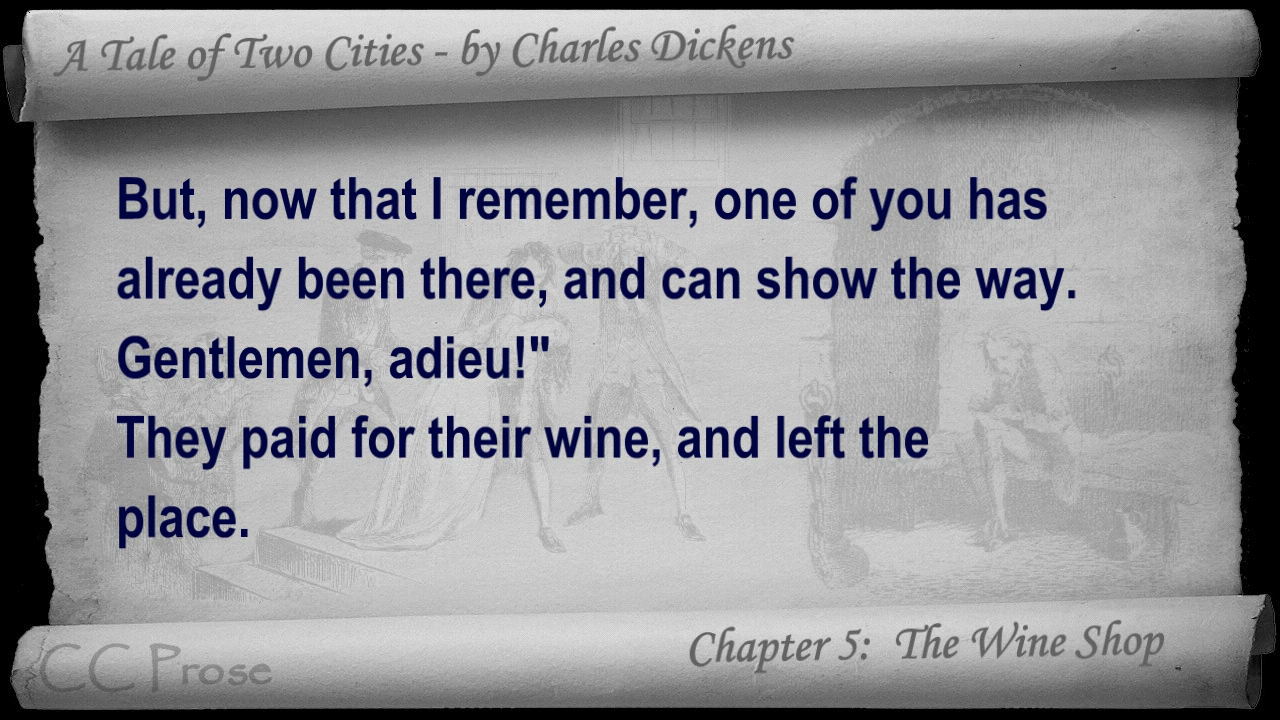 A Tale of Two Cities - by Charles Dickens
But, now that I remember, one of you has
already been there, and can show the way.
Gentlemen, adieu!"
They paid for their wine, and left the
place.
Chapter 5: The Wine Shop
CC Prose